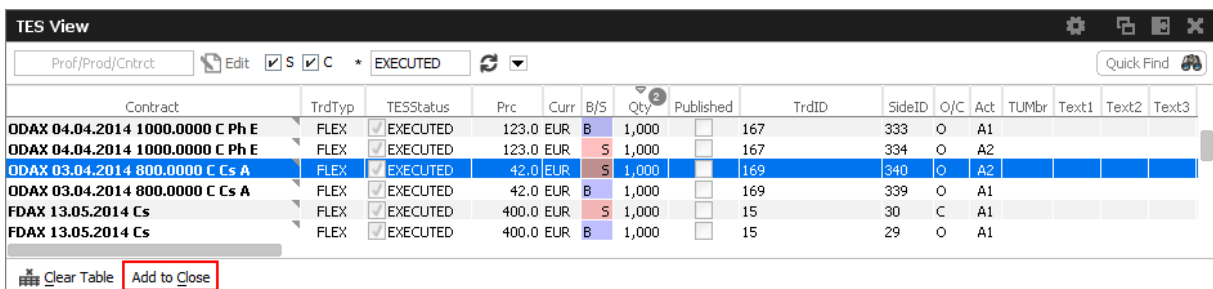 TES View
Prof/Prod/Cntrct Edit S C * EXECUTED Quick Find
2
Contract TrdTyp TESStatus Prc Curr B/S Qty Published TrdID SideID O/C Act TUMbr Text1 Text2 Text3
ODAX 04.04.2014 1000.0000 C Ph E FLEX EXECUTED 123.0 EUR B 1,000 167 333 O A1
ODAX 04.04.2014 1000.0000 C Ph E FLEX EXECUTED 123.0 EUR S 1,000 167 334 O A2
ODAX 03.04.2014 800.0000 C Cs A FLEX EXECUTED 42.0 EUR S 1,000 169 340 O A2
ODAX 03.04.2014 800.0000 C Cs A FLEX EXECUTED 42.0 EUR B 1,000 169 339 O A1
FDAX 13.05.2014 Cs FLEX EXECUTED 400.0 EUR S 1,000 15 30 C A1
FDAX 13.05.2014 Cs FLEX EXECUTED 400.0 EUR B 1,000 15 29 O A1
Clear Table Add to Close